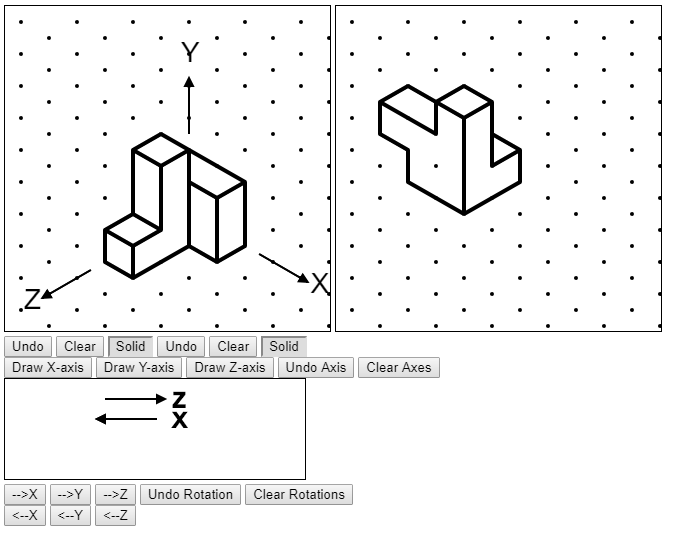 Y
X
Z
Undo Clear Solid Undo Clear Solid
Draw X-axis Draw Y-axis Draw Z-axis Undo Axis Clear Axes
Z
X
-->X -->Y -->Z Undo Rotation Clear Rotations
<--X <--Y <--Z